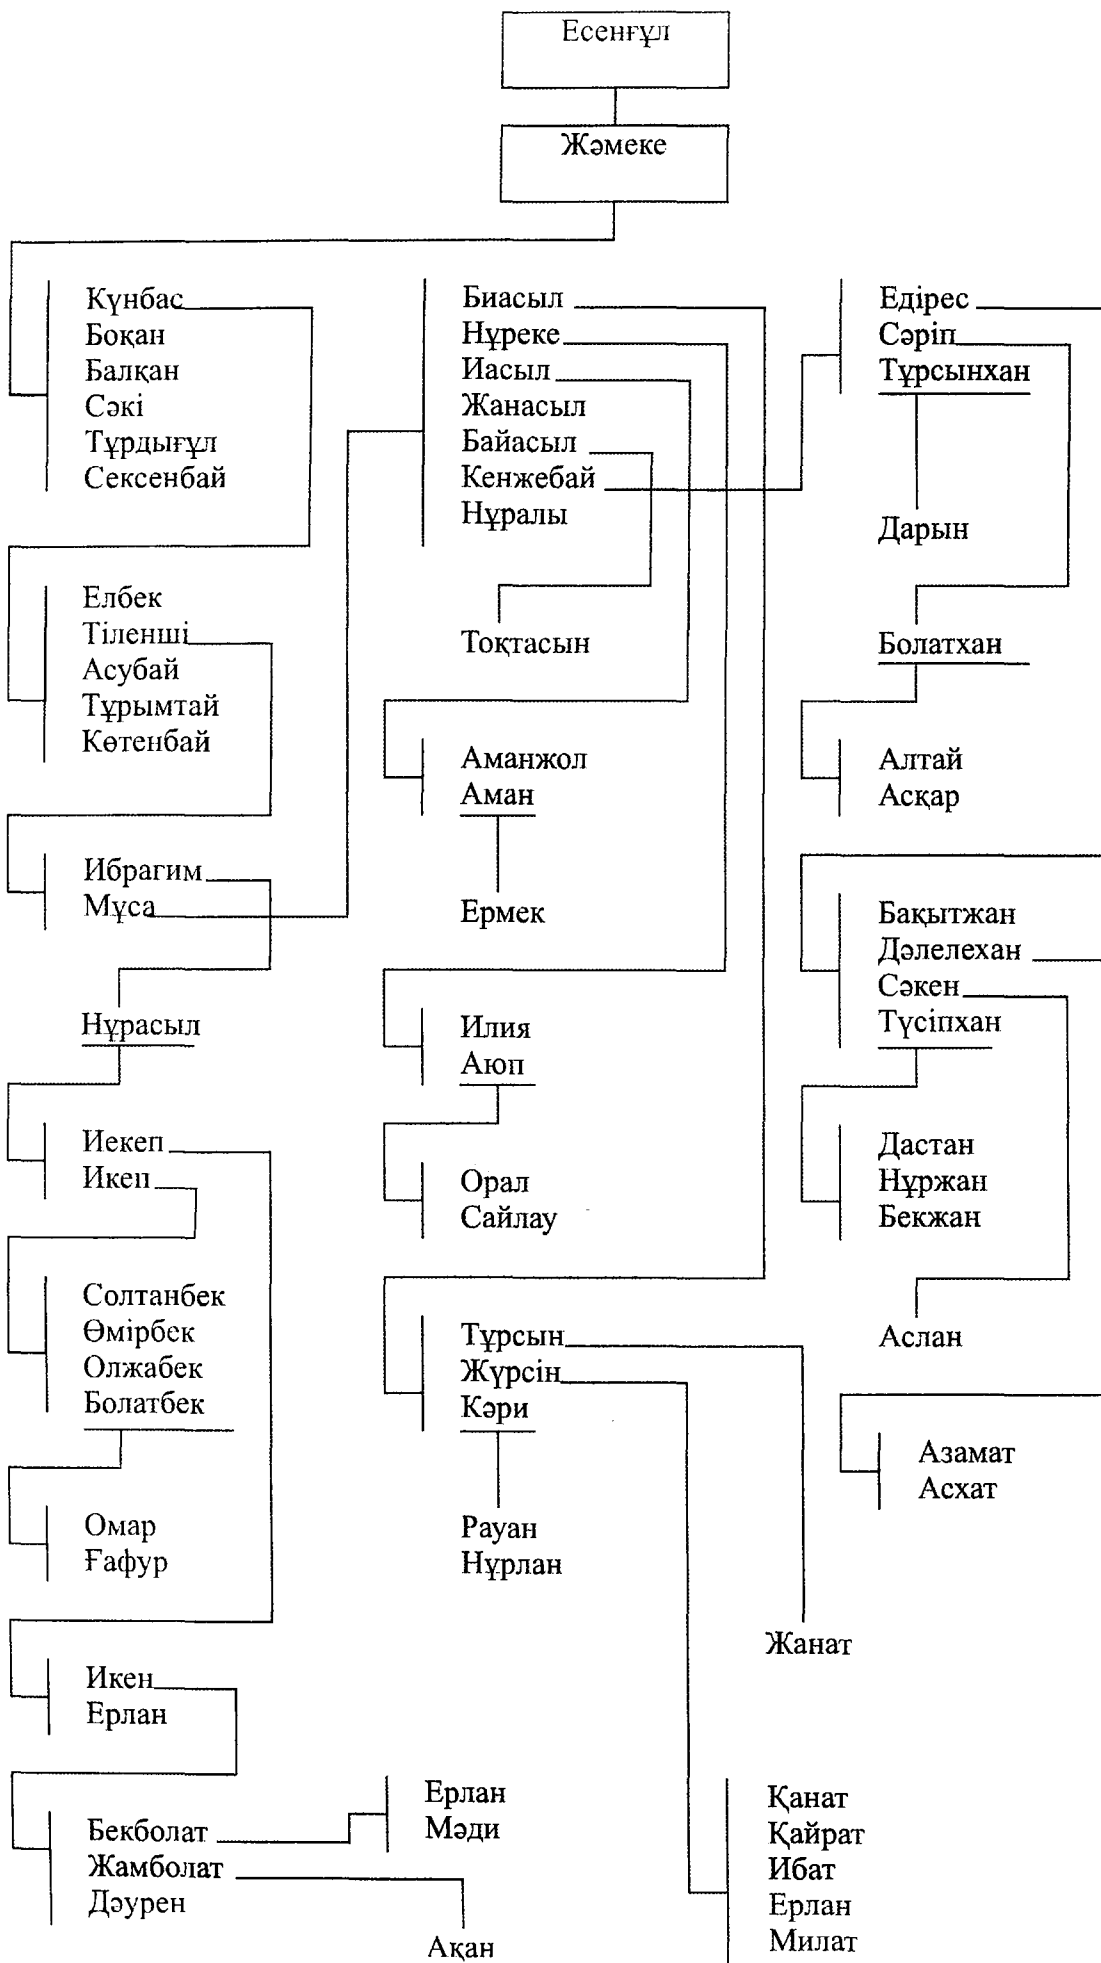 Есенғұл
Жәмеке
Күнбас
Боқан
Балқан
Сәкі
Тұрдығұл
Сексенбай
Биасыл
Нұреке
Иасыл
Жанасыл
Байасыл
Кенжебай
Нұралы
Едірес
Сәріп
Тұрсынхан
Дарын
Елбек
Тіленші
Асубай
Тұрымтай
Көтенбай
Тоқтасын
Болатхан
Аманжол
Аман
Алтай
Асқар
Ибрагим
Мұса
Ермек
Бақытжан
Дәлелехан
Сәкен
Түсіпхан
Нұрасыл
Илия
Аюп
Иекеп
Икеп
Орал
Сайлау
Дастан
Нұржан
Бекжан
Солтанбек
Өмірбек
Олжабек
Болатбек
Тұрсын
Жүрсін
Кәри
Аслан
Азамат
Асхат
Омар
Ғафур
Рауан
Нұрлан
Жанат
Икен
Ерлан
Бекболат
Жамболат
Дәурен
Ерлан
Мәди
Ақан
Қанат
Қайрат
Ибат
Ерлан
Милат